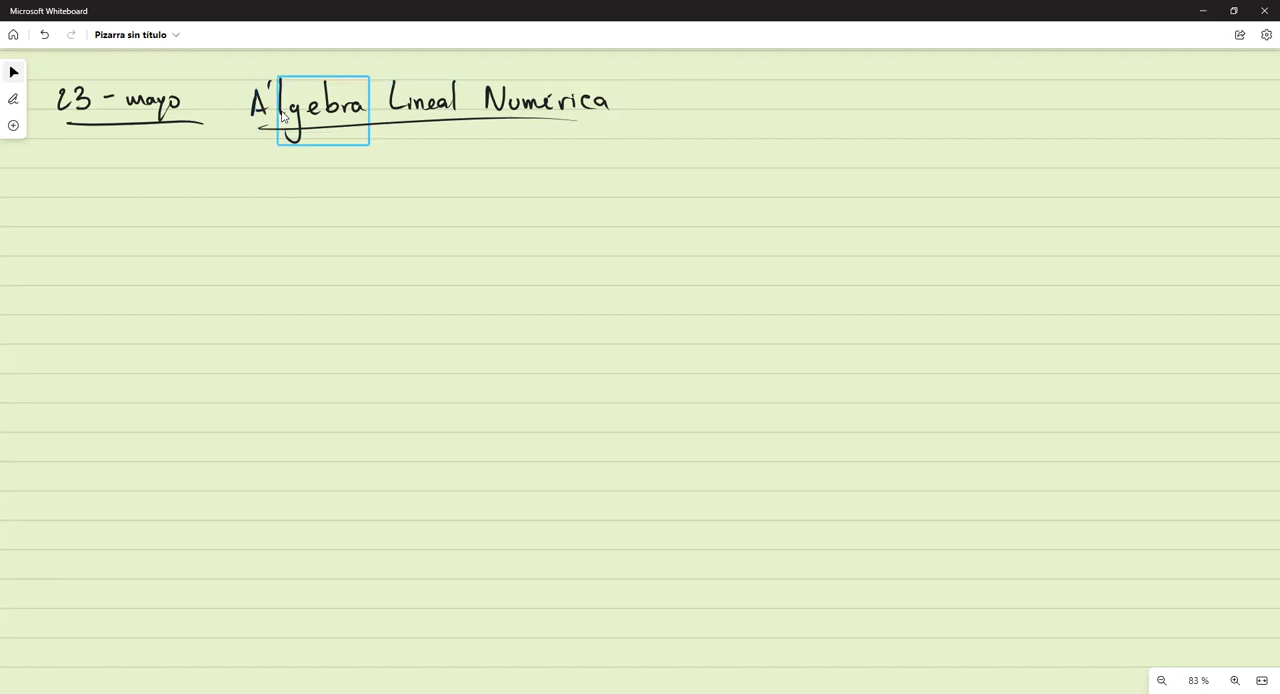 Microsoft Whiteboard
Pizarra sin título
23 - mayo Álgebra Lineal Numérica
83 %